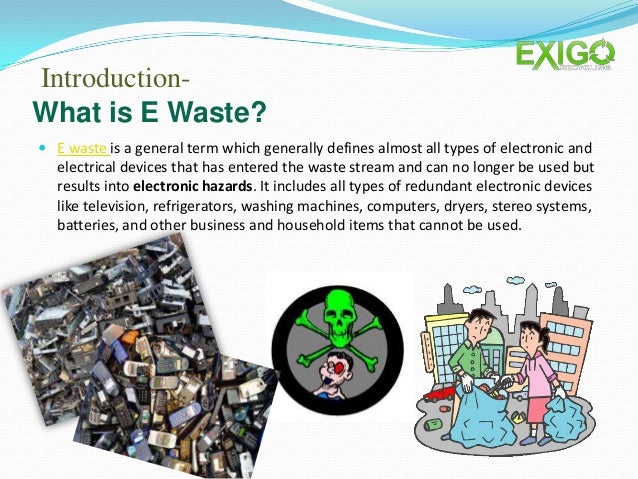 EXIGO
RECYCLING
Introduction-
What is E Waste?
• E waste is a general term which generally defines almost all types of electronic and
electrical devices that has entered the waste stream and can no longer be used but
results into electronic hazards. It includes all types of redundant electronic devices
like television, refrigerators, washing machines, computers, dryers, stereo systems,
batteries, and other business and household items that cannot be used.